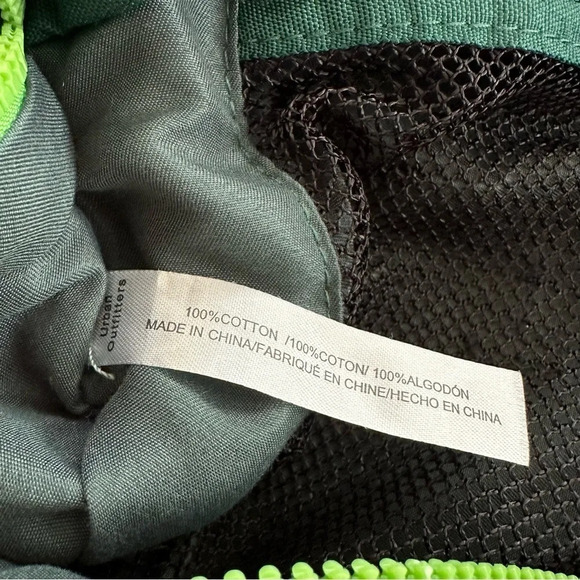 Urban
Outfitters
100%COTTON /100%COTON/ 100%ALGODÓN
MADE IN CHINA/FABRIQUÉ EN CHINE/HECHO EN CHINA